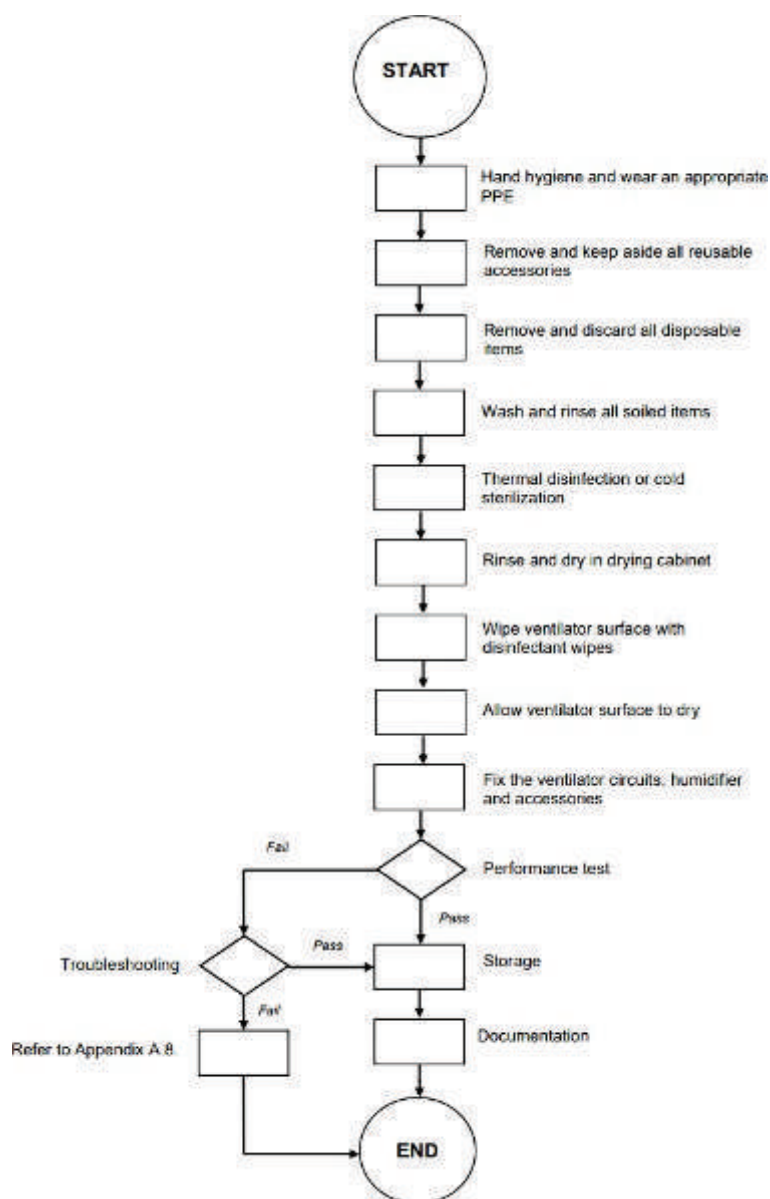 START
Hand hygiene and wear an appropriate
PPE
Remove and keep aside all reusable
accessories
Remove and discard all disposable
items
Wash and rinse all soiled items
Thermal disinfection or cold
sterilization
Rinse and dry in drying cabinet
Wipe ventilator surface with
disinfectant wipes
Allow ventilator surface to dry
Fix the ventilator circuits, humidifier
and accessories
Fail
Performance test
Pass
Troubleshooting
Pass
Storage
Fail
Refer to Appendix A.8.
Documentation
END